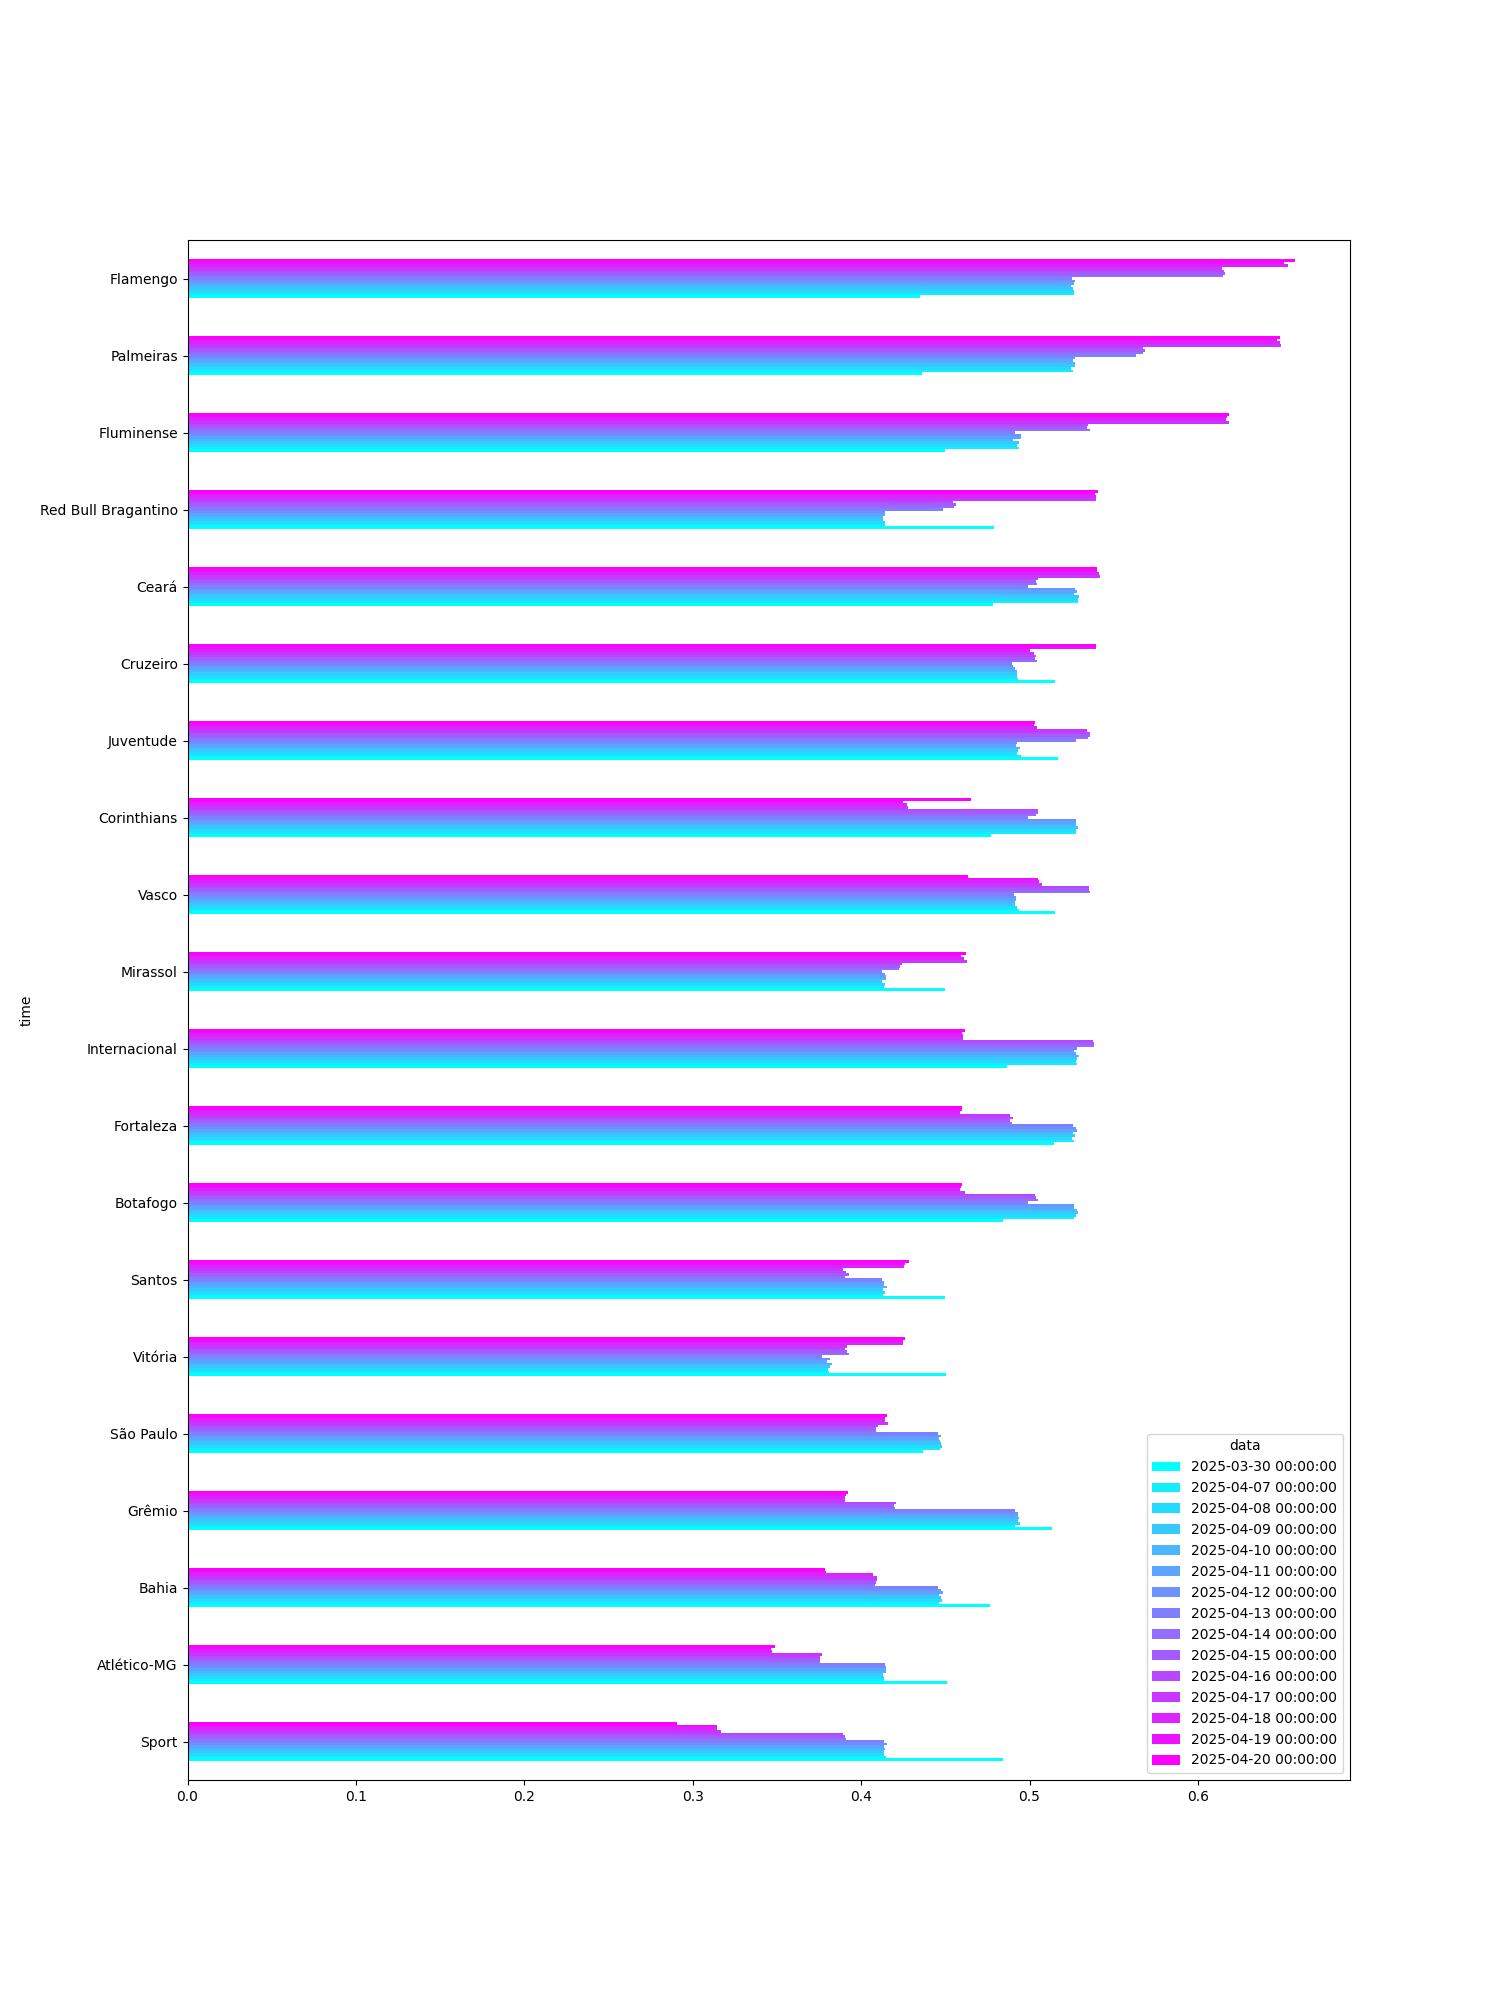 Flamengo
Palmeiras
Fluminense
Red Bull Bragantino
Ceará
Cruzeiro
Juventude
Corinthians
Vasco
Mirassol
Internacional
Fortaleza
Botafogo
Santos
Vitória
São Paulo
Grêmio
Bahia
Atlético-MG
Sport
time
0.0 0.1 0.2 0.3 0.4 0.5 0.6
data
2025-03-30 00:00:00
2025-04-07 00:00:00
2025-04-08 00:00:00
2025-04-09 00:00:00
2025-04-10 00:00:00
2025-04-11 00:00:00
2025-04-12 00:00:00
2025-04-13 00:00:00
2025-04-14 00:00:00
2025-04-15 00:00:00
2025-04-16 00:00:00
2025-04-17 00:00:00
2025-04-18 00:00:00
2025-04-19 00:00:00
2025-04-20 00:00:00